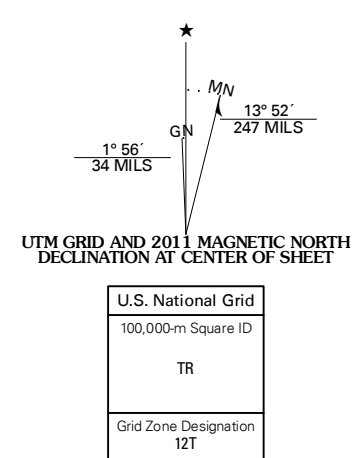 ★
MN
GN
13° 52´
247 MILS
1° 56´
34 MILS
UTM GRID AND 2011 MAGNETIC NORTH
DECLINATION AT CENTER OF SHEET
U.S. National Grid
100,000-m Square ID
TR
Grid Zone Designation
12T